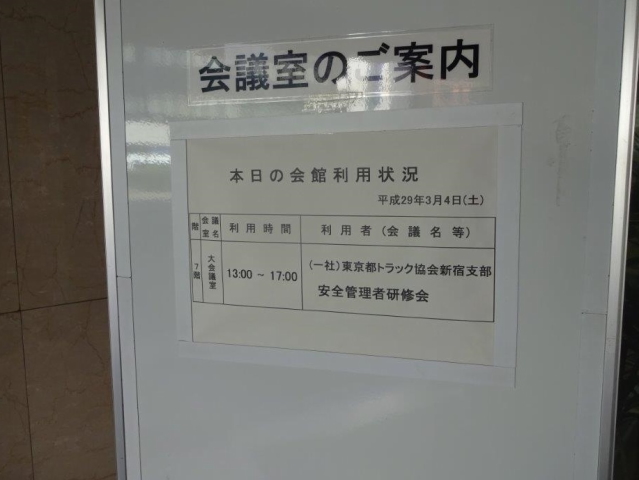 会議室のご案内
本日の会館利用状況
平成29年3月4日(土)
階 会議室名 利用時間 利用者(会議名等)
7階 大会議室 13:00 ~ 17:00 (一社)東京都トラック協会新宿支部
安全管理者研修会